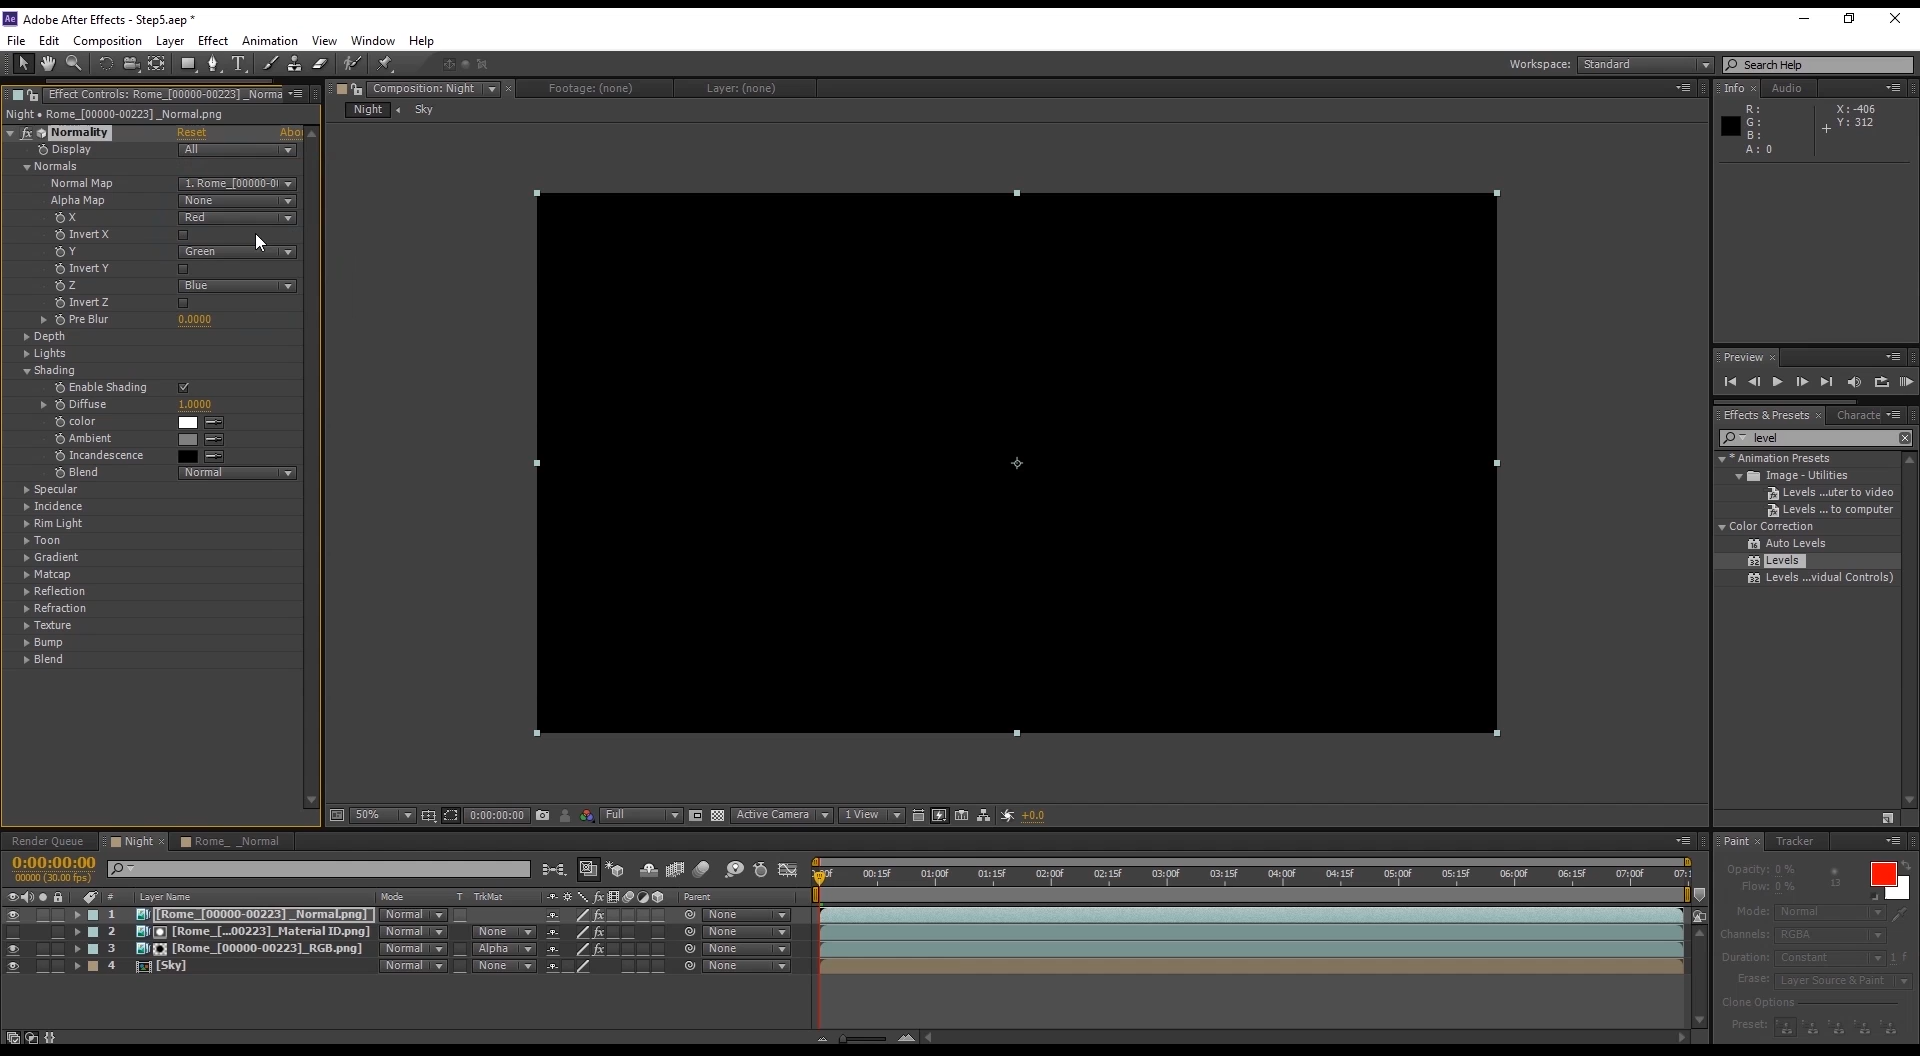 Ae Adobe After Effects - Step5.aep *
File Edit Composition Layer Effect Animation View Window Help
Workspace: Standard Search Help
Effect Controls: Rome_[00000-00223] _Norma
Composition: Night Footage: (none) Layer: (none)
Info Audio
Night • Rome_[00000-00223] _Normal.png
Night Sky
R:
G:
B:
A: 0
X: -406
Y: 312
fx Normality Reset Abo
Display All
Normals
Normal Map 1. Rome_[00000-0
Alpha Map None
X Red
Invert X
Y Green
Invert Y
Z Blue
Invert Z
Pre Blur 0.0000
Depth
Lights
Shading
Enable Shading
Diffuse 1.0000
color
Ambient
Incandescence
Blend Normal
Specular
Incidence
Rim Light
Toon
Gradient
Matcap
Reflection
Refraction
Texture
Bump
Blend
Preview
Effects & Presets Characte
level
* Animation Presets
Image - Utilities
Levels ...uter to video
Levels ... to computer
Color Correction
Auto Levels
Levels
Levels ...vidual Controls)
50% 0:00:00:00 Full Active Camera 1 View +0.0
Render Queue Night Rome_ _Normal
0:00:00:00
00000 (30.00 fps)
00:15f 01:00f 01:15f 02:00f 02:15f 03:00f 03:15f 04:00f 04:15f 05:00f 05:15f 06:00f 06:15f 07:00f
# Layer Name Mode T TrkMat fx Parent
1 [Rome_[00000-00223] _Normal.png] Normal fx None
2 [Rome_[...00223]_Material ID.png] Normal None fx None
3 [Rome_[00000-00223]_RGB.png] Normal Alpha fx None
4 [Sky] Normal None None
Paint Tracker
Opacity: 0 %
Flow: 0 % 13
Mode: Normal
Channels: RGBA
Duration: Constant 1 f
Erase: Layer Source & Paint
Clone Options
Preset: